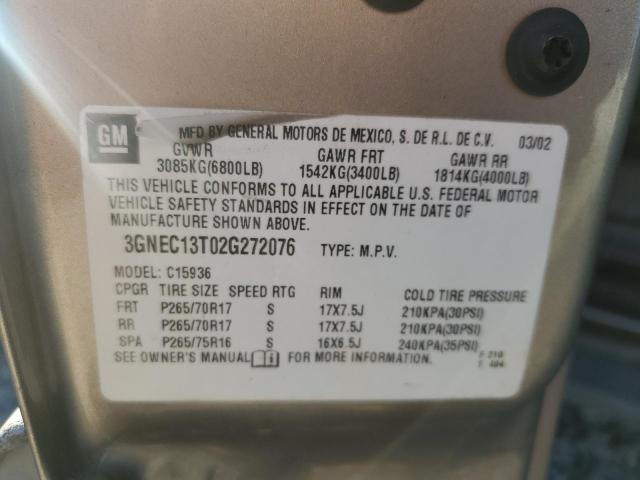 GM
MFD BY GENERAL MOTORS DE MEXICO, S. DE R.L. DE C.V. 03/02
GVWR GAWR FRT GAWR RR
3085KG(6800LB) 1542KG(3400LB) 1814KG(4000LB)
THIS VEHICLE CONFORMS TO ALL APPLICABLE U.S. FEDERAL MOTOR
VEHICLE SAFETY STANDARDS IN EFFECT ON THE DATE OF
MANUFACTURE SHOWN ABOVE.
3GNEC13T02G272076 TYPE: M.P.V.
MODEL: C15936
CPGR TIRE SIZE SPEED RTG RIM COLD TIRE PRESSURE
FRT P265/70R17 S 17X7.5J 210KPA(30PSI)
RR P265/70R17 S 17X7.5J 210KPA(30PSI)
SPA P265/75R16 S 16X6.5J 240KPA(35PSI)
SEE OWNER'S MANUAL FOR MORE INFORMATION.